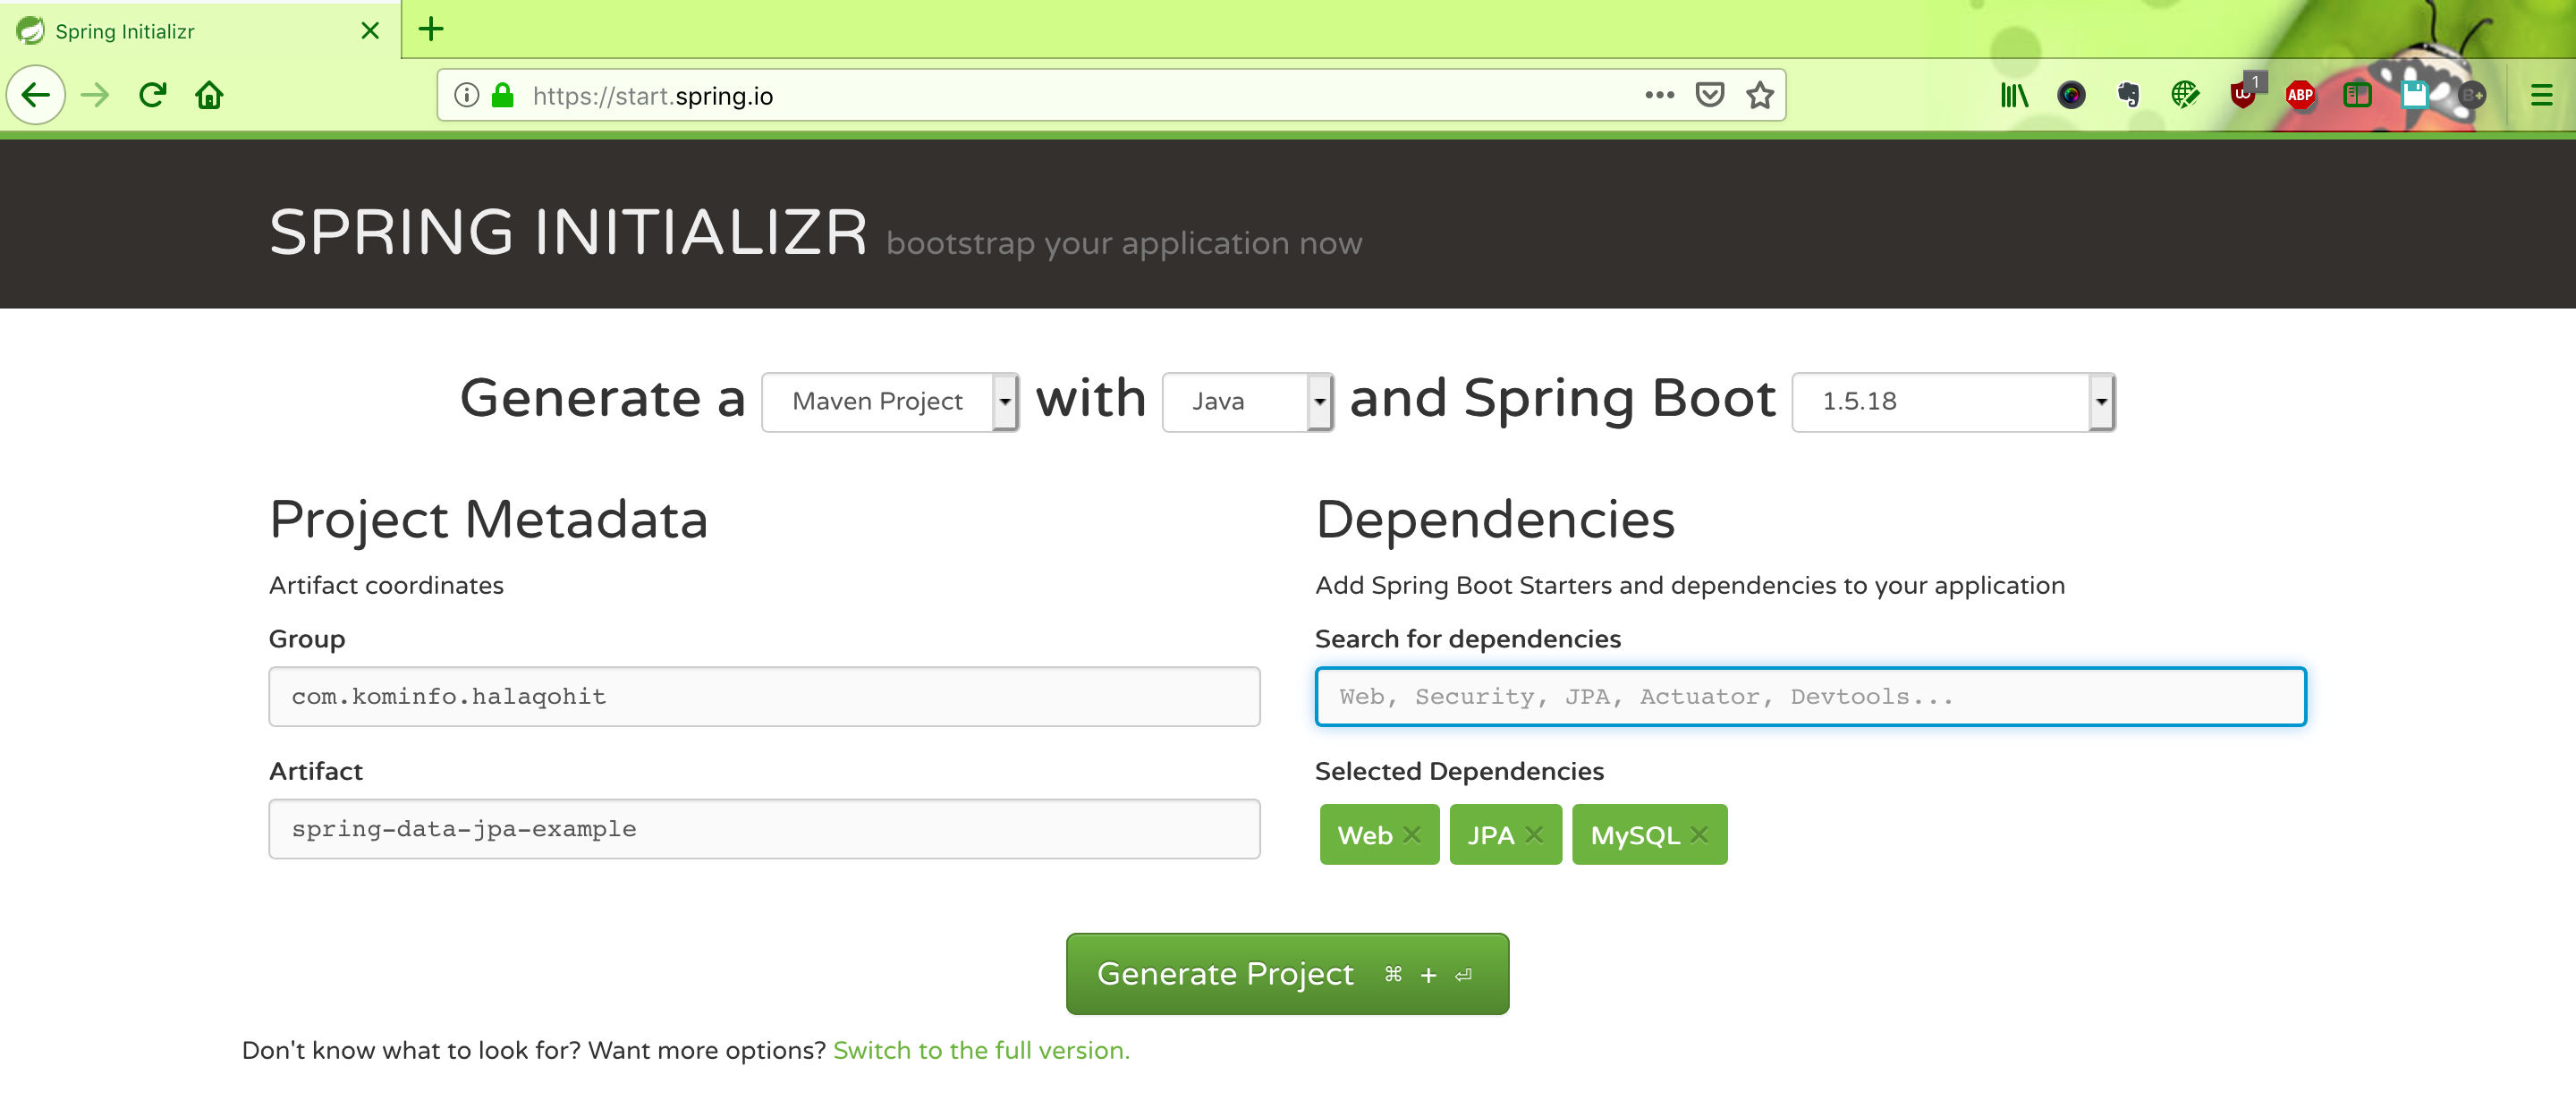 Spring Initializr
https://start.spring.io
1
ABP
B+
SPRING INITIALIZR bootstrap your application now
Generate a Maven Project with Java and Spring Boot 1.5.18
Project Metadata
Artifact coordinates
Group
com.kominfo.halaqohit
Artifact
spring-data-jpa-example
Dependencies
Add Spring Boot Starters and dependencies to your application
Search for dependencies
Web, Security, JPA, Actuator, Devtools...
Selected Dependencies
Web JPA MySQL
Generate Project ⌘ + ⏎
Don't know what to look for? Want more options? Switch to the full version.